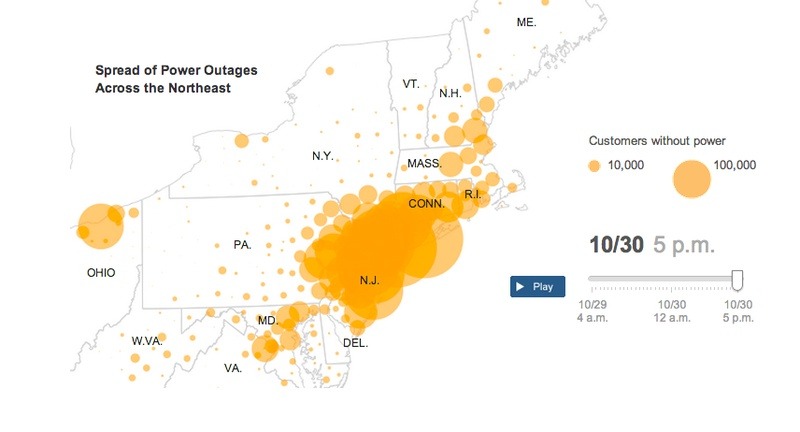 Spread of Power Outages
Across the Northeast
ME.
VT.
N.H.
N.Y.
MASS.
CONN.
R.I.
PA.
OHIO
N.J.
MD.
DEL.
W.VA.
VA.
Customers without power
10,000
100,000
10/30 5 p.m.
Play
10/29
4 a.m.
10/30
12 a.m.
10/30
5 p.m.